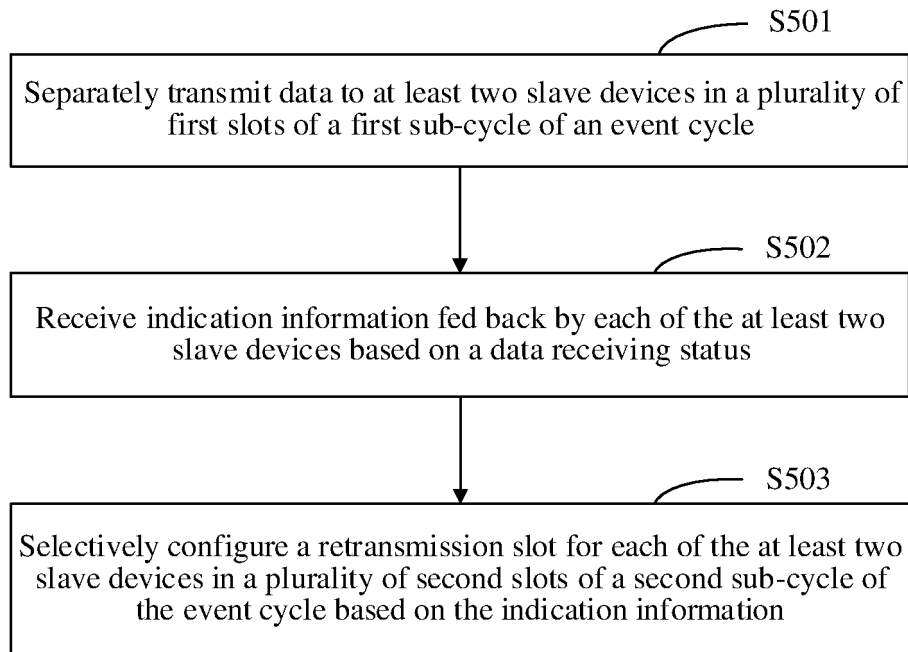 S501
Separately transmit data to at least two slave devices in a plurality of
first slots of a first sub-cycle of an event cycle
S502
Receive indication information fed back by each of the at least two
slave devices based on a data receiving status
S503
Selectively configure a retransmission slot for each of the at least two
slave devices in a plurality of second slots of a second sub-cycle of
the event cycle based on the indication information